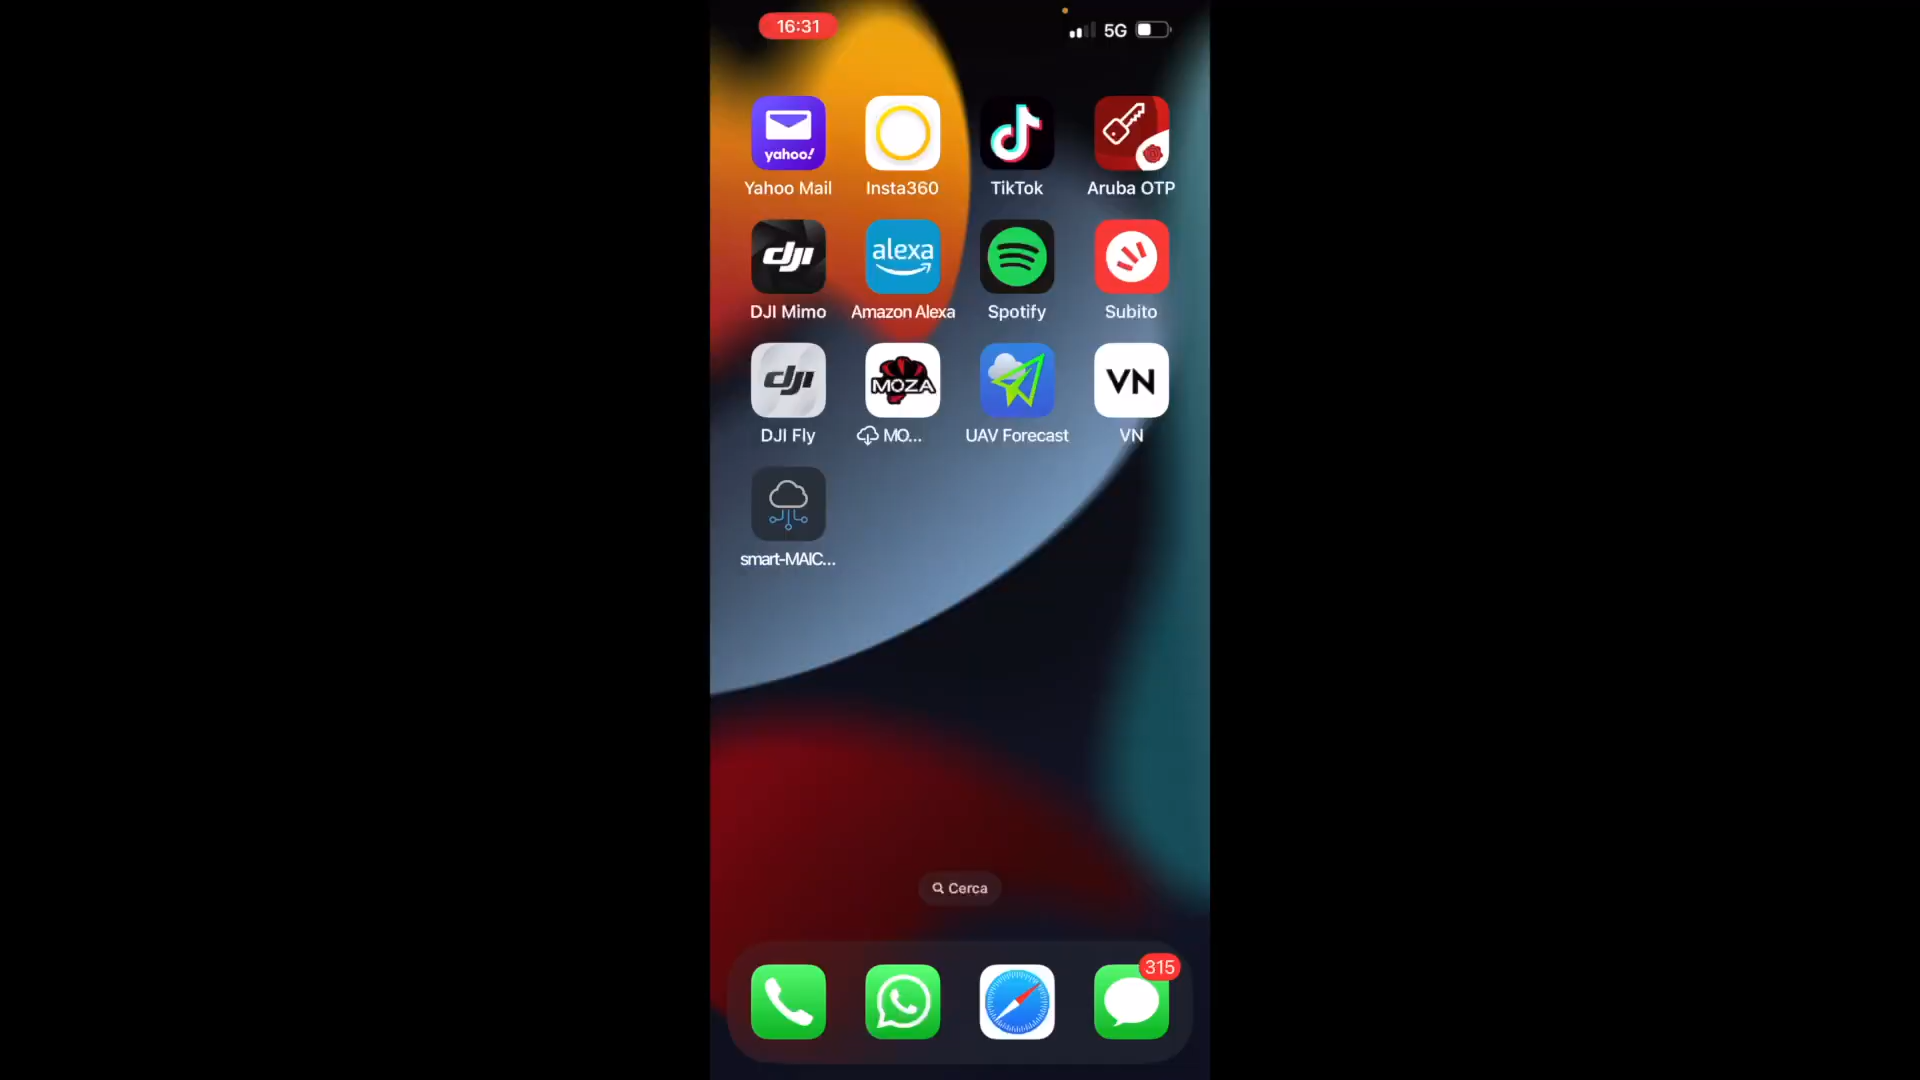 16:31 5G
yahoo!
Yahoo Mail Insta360 TikTok Aruba OTP
dji alexa
DJI Mimo Amazon Alexa Spotify Subito
dji MOZA VN
DJI Fly MO... UAV Forecast VN
smart-MAIC...
Cerca
315